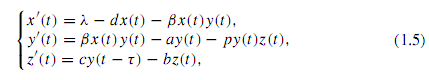 x′(t) = λ − dx(t) − βx(t)y(t),
y′(t) = βx(t)y(t) − ay(t) − py(t)z(t), (1.5)
z′(t) = cy(t − τ) − bz(t),